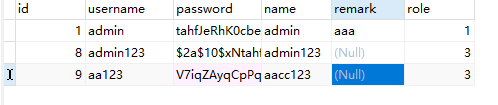 id username password name remark role
1 admin tahfJeRhK0cbe admin aaa 1
8 admin123 $2a$10$xNtahf admin123 (Null) 3
9 aa123 V7iqZAyqCpPq aacc123 (Null) 3